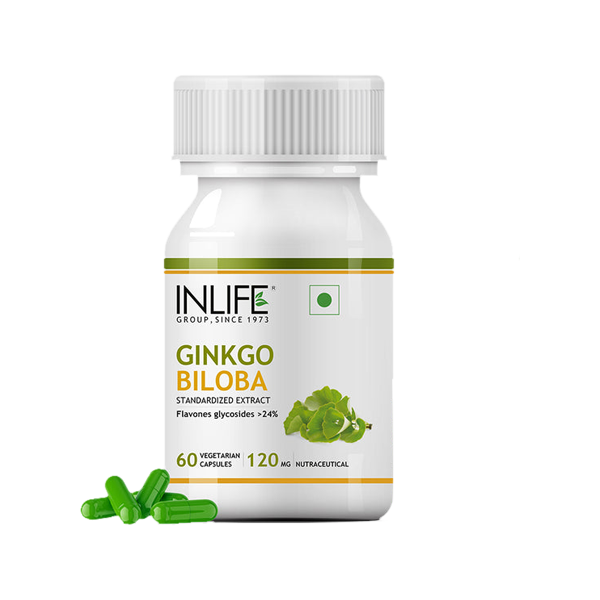 INLIFE®
GROUP, SINCE 1973
GINKGO
BILOBA
STANDARDIZED EXTRACT
Flavones glycosides >24%
60 VEGETARIAN CAPSULES | 120 MG NUTRACEUTICAL